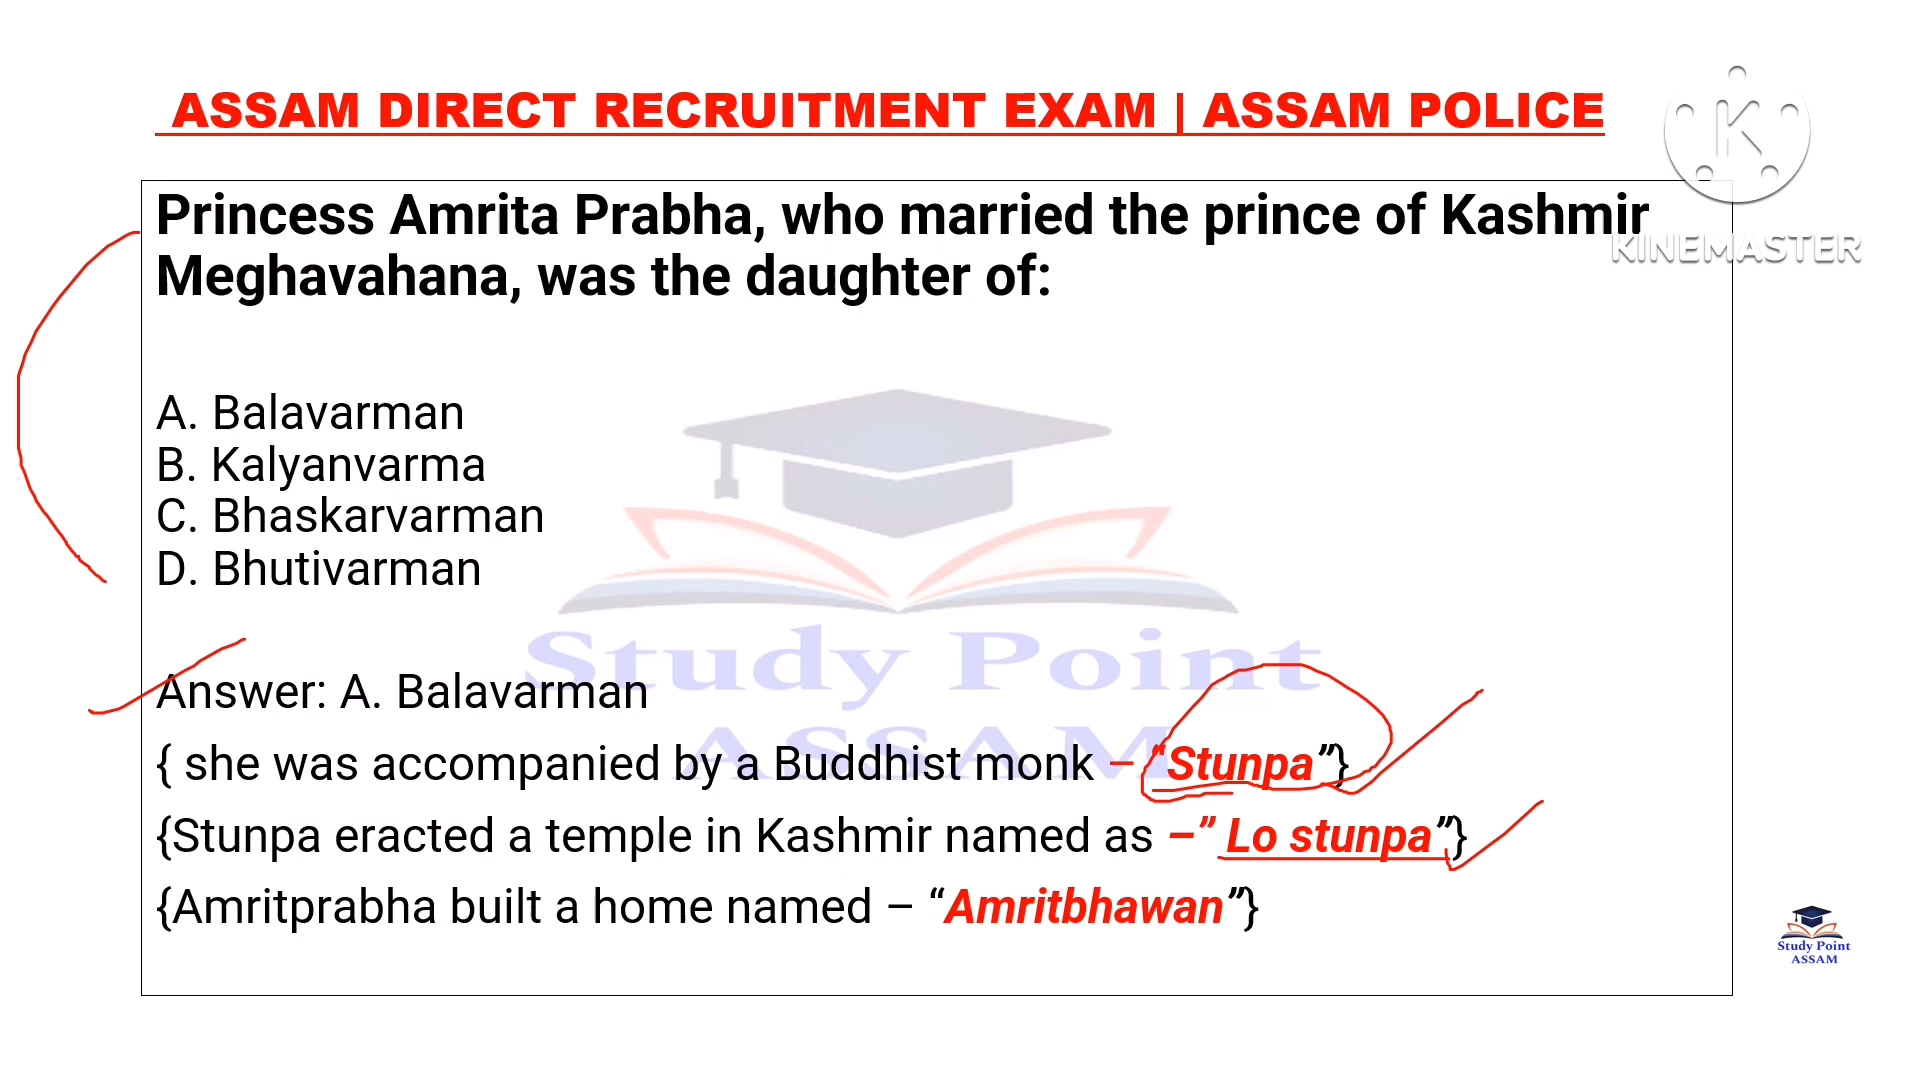 ASSAM DIRECT RECRUITMENT EXAM | ASSAM POLICE
K
KINEMASTER
Princess Amrita Prabha, who married the prince of Kashmir
Meghavahana, was the daughter of:
A. Balavarman
B. Kalyanvarma
C. Bhaskarvarman
D. Bhutivarman
Study Point
ASSAM
Answer: A. Balavarman
{ she was accompanied by a Buddhist monk – “Stunpa”}
{Stunpa eracted a temple in Kashmir named as –” Lo stunpa”}
{Amritprabha built a home named – “Amritbhawan”}
Study Point
ASSAM